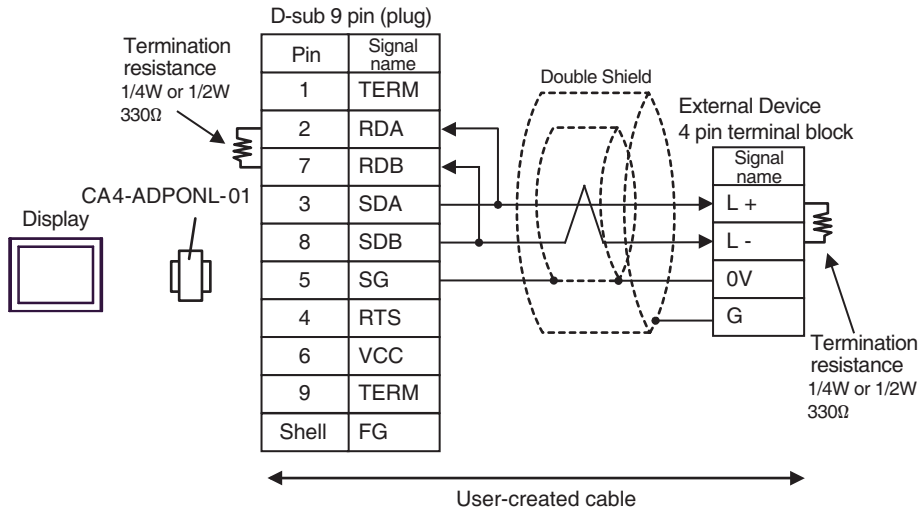 D-sub 9 pin (plug)
Termination
resistance
1/4W or 1/2W
330Ω
Pin Signal name
1 TERM
2 RDA
7 RDB
3 SDA
8 SDB
5 SG
4 RTS
6 VCC
9 TERM
Shell FG
CA4-ADPONL-01
Display
Double Shield
External Device
4 pin terminal block
Signal
name
L +
L -
0V
G
Termination
resistance
1/4W or 1/2W
330Ω
User-created cable